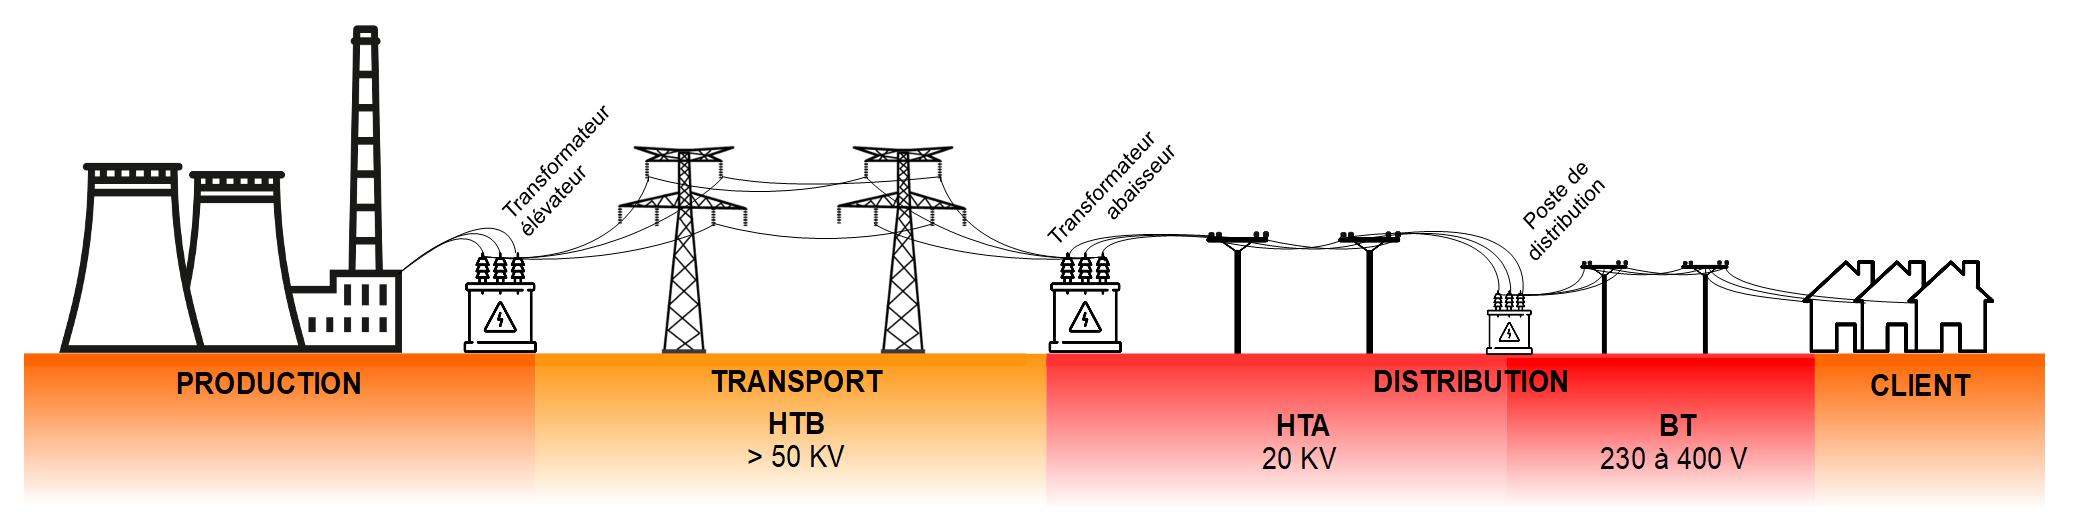 Transformateur
élévateur
Transformateur
abaisseur
Poste de
distribution
PRODUCTION
TRANSPORT
HTB
> 50 KV
DISTRIBUTION
HTA
20 KV
BT
230 à 400 V
CLIENT